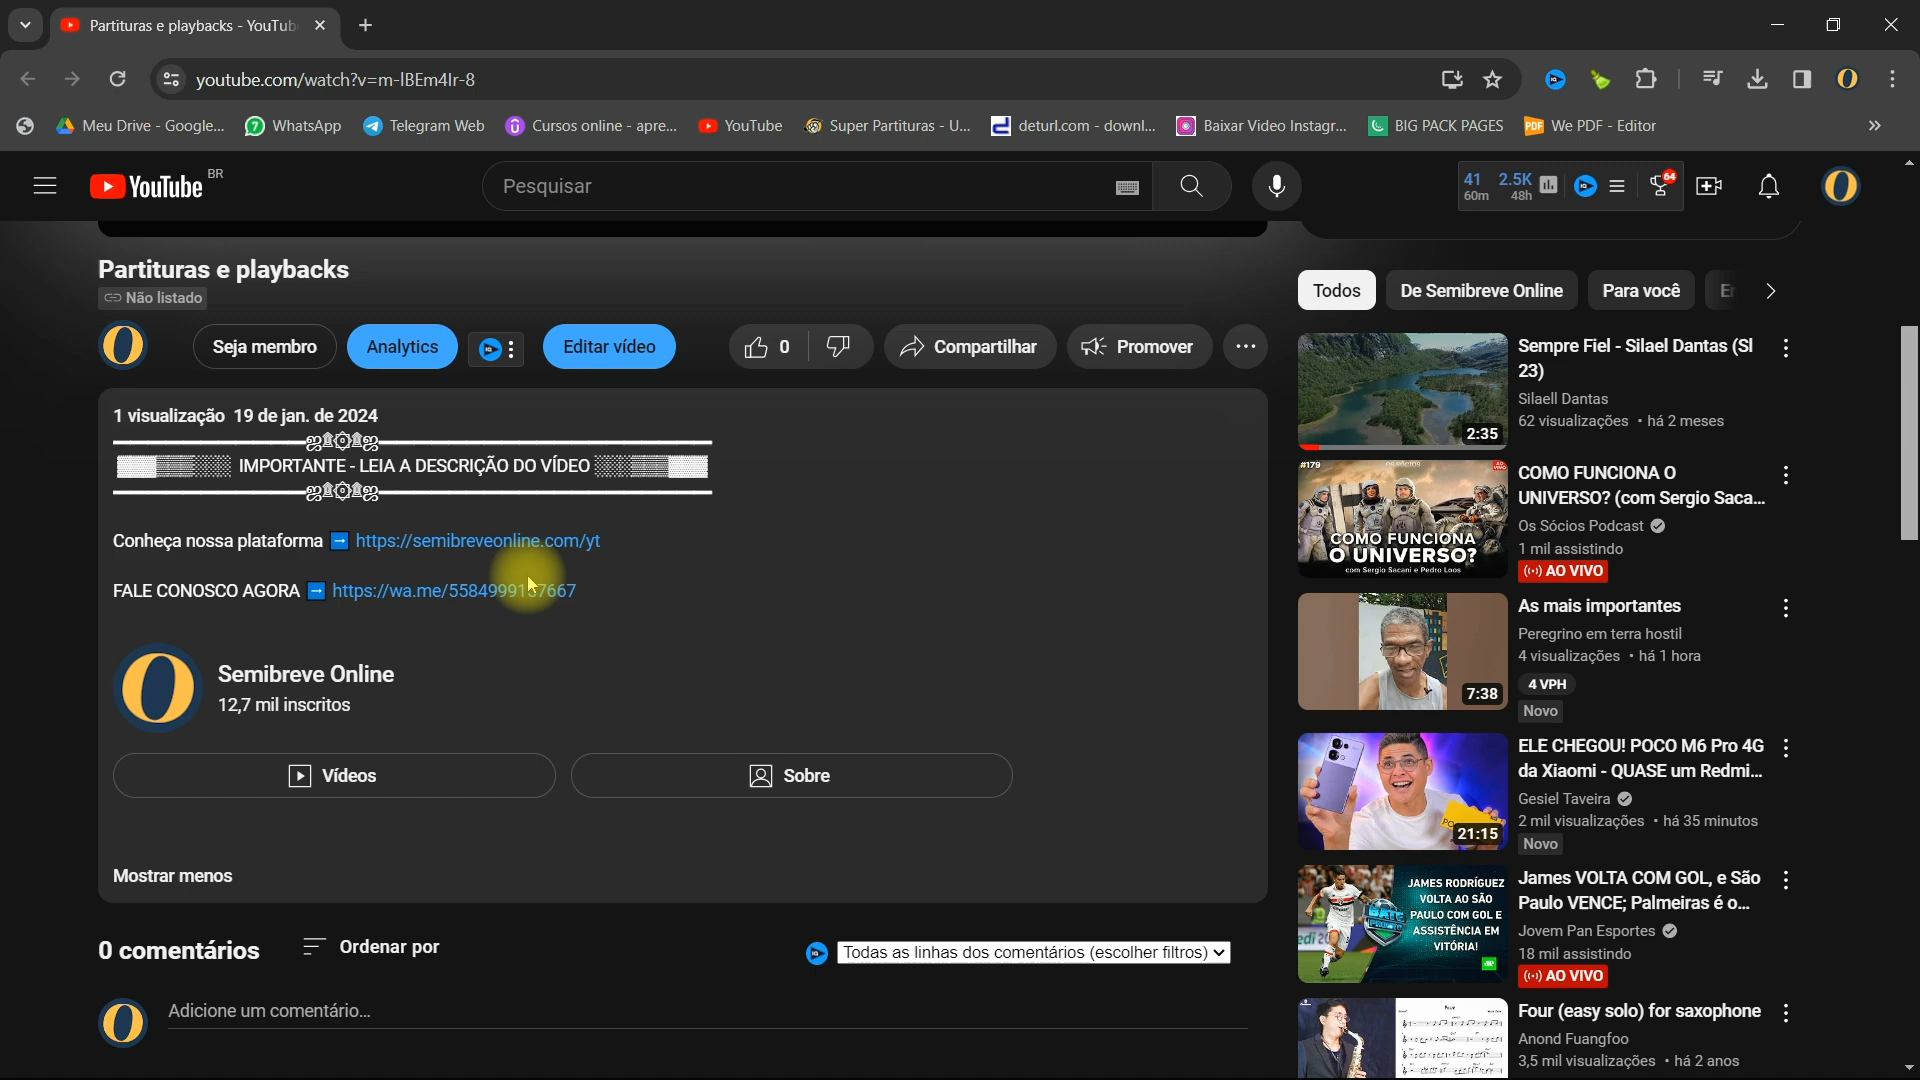 Partituras e playbacks - YouTub
youtube.com/watch?v=m-lBEm4lr-8
Meu Drive - Google...
WhatsApp
Telegram Web
Cursos online - apre...
YouTube
Super Partituras - U...
deturl.com - downl...
Baixar Video Instagr...
BIG PACK PAGES
We PDF - Editor
YouTube BR
Pesquisar
41 2.5K
60m 48h
64
Partituras e playbacks
Não listado
Seja membro
Analytics
Editar vídeo
0
Compartilhar
Promover
1 visualização 19 de jan. de 2024
IMPORTANTE - LEIA A DESCRIÇÃO DO VÍDEO
Conheça nossa plataforma ➡ https://semibreveonline.com/yt
FALE CONOSCO AGORA ➡
Semibreve Online
12,7 mil inscritos
Vídeos
Sobre
Mostrar menos
0 comentários
Ordenar por
Todas as linhas dos comentários (escolher filtros)
Adicione um comentário...
Todos
De Semibreve Online
Para você
2:35
Sempre Fiel - Silael Dantas (Sl
23)
Silaell Dantas
62 visualizações • há 2 meses
#179
AO VIVO
COMO FUNCIONA
O UNIVERSO?
com Sergio Sacani e Pedro Loos
COMO FUNCIONA O
UNIVERSO? (com Sergio Saca...
Os Sócios Podcast
1 mil assistindo
AO VIVO
7:38
As mais importantes
Peregrino em terra hostil
4 visualizações • há 1 hora
4 VPH
Novo
21:15
ELE CHEGOU! POCO M6 Pro 4G
da Xiaomi - QUASE um Redmi...
Gesiel Taveira
2 mil visualizações • há 35 minutos
Novo
JAMES RODRÍGUEZ
VOLTA AO SÃO
PAULO COM GOL E
ASSISTÊNCIA EM
VITÓRIA!
James VOLTA COM GOL, e São
Paulo VENCE; Palmeiras é o...
Jovem Pan Esportes
18 mil assistindo
AO VIVO
Four (easy solo) for saxophone
Anond Fuangfoo
3,5 mil visualizações • há 2 anos